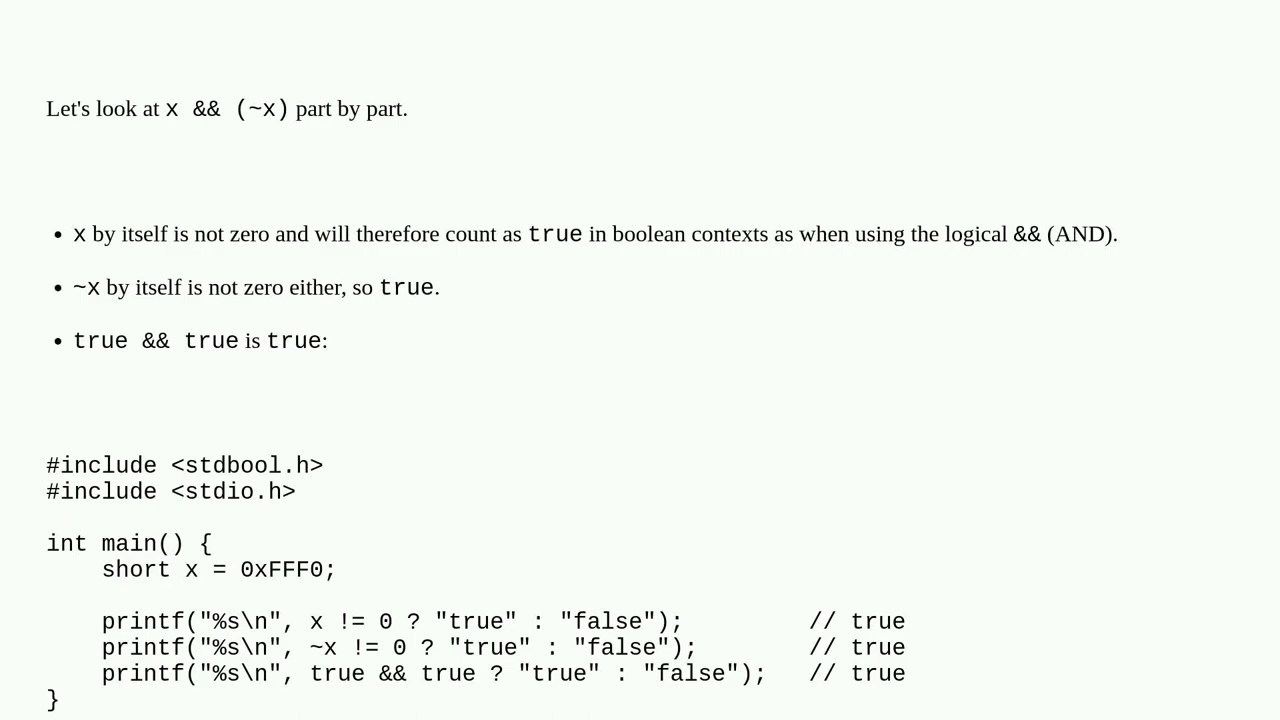 Let's look at x && (~x) part by part.
• x by itself is not zero and will therefore count as true in boolean contexts as when using the logical && (AND).
• ~x by itself is not zero either, so true.
• true && true is true:
#include <stdbool.h>
#include <stdio.h>
int main() {
    short x = 0xFFF0;
    printf("%s\n", x != 0 ? "true" : "false");         // true
    printf("%s\n", ~x != 0 ? "true" : "false");        // true
    printf("%s\n", true && true ? "true" : "false");   // true
}